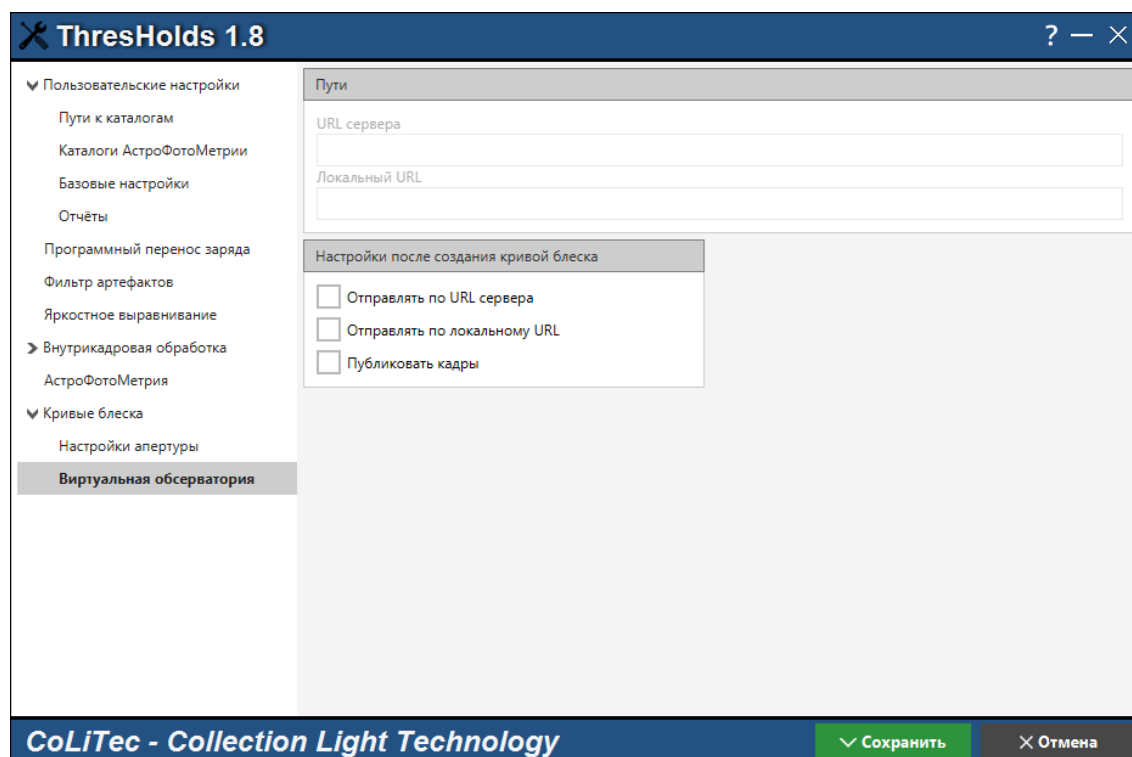 ThresHolds 1.8
Пользовательские настройки
Пути к каталогам
Каталоги АстроФотоМетрии
Базовые настройки
Отчёты
Программный перенос заряда
Фильтр артефактов
Яркостное выравнивание
Внутрикадровая обработка
АстроФотоМетрия
Кривые блеска
Настройки апертуры
Виртуальная обсерватория
Пути
URL сервера
Локальный URL
Настройки после создания кривой блеска
Отправлять по URL сервера
Отправлять по локальному URL
Публиковать кадры
CoLiTec - Collection Light Technology
Сохранить
Отмена